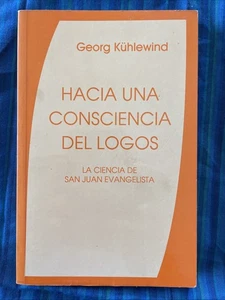 Georg Kühlewind
HACIA UNA
CONSCIENCIA
DEL LOGOS
LA CIENCIA DE
SAN JUAN EVANGELISTA